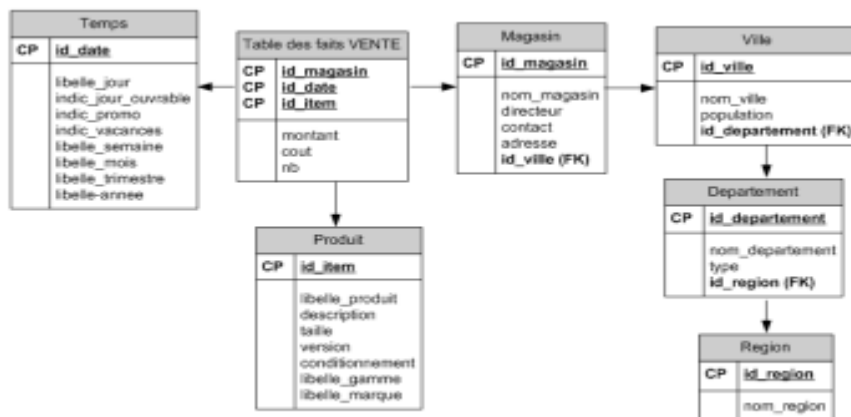 Temps
CP id_date
libelle_jour
indic_jour_ouvrable
indic_promo
indic_vacances
libelle_semaine
libelle_mois
libelle_trimestre
libelle-annee
Table des faits VENTE
CP id_magasin
CP id_date
CP id_item
montant
cout
nb
Magasin
CP id_magasin
nom_magasin
directeur
contact
adresse
id_ville (FK)
Ville
CP id_ville
nom_ville
population
id_departement (FK)
Departement
CP id_departement
nom_departement
type
id_region (FK)
Produit
CP id_item
libelle_produit
description
taille
version
conditionnement
libelle_gamme
libelle_marque
Region
CP id_region
nom_region